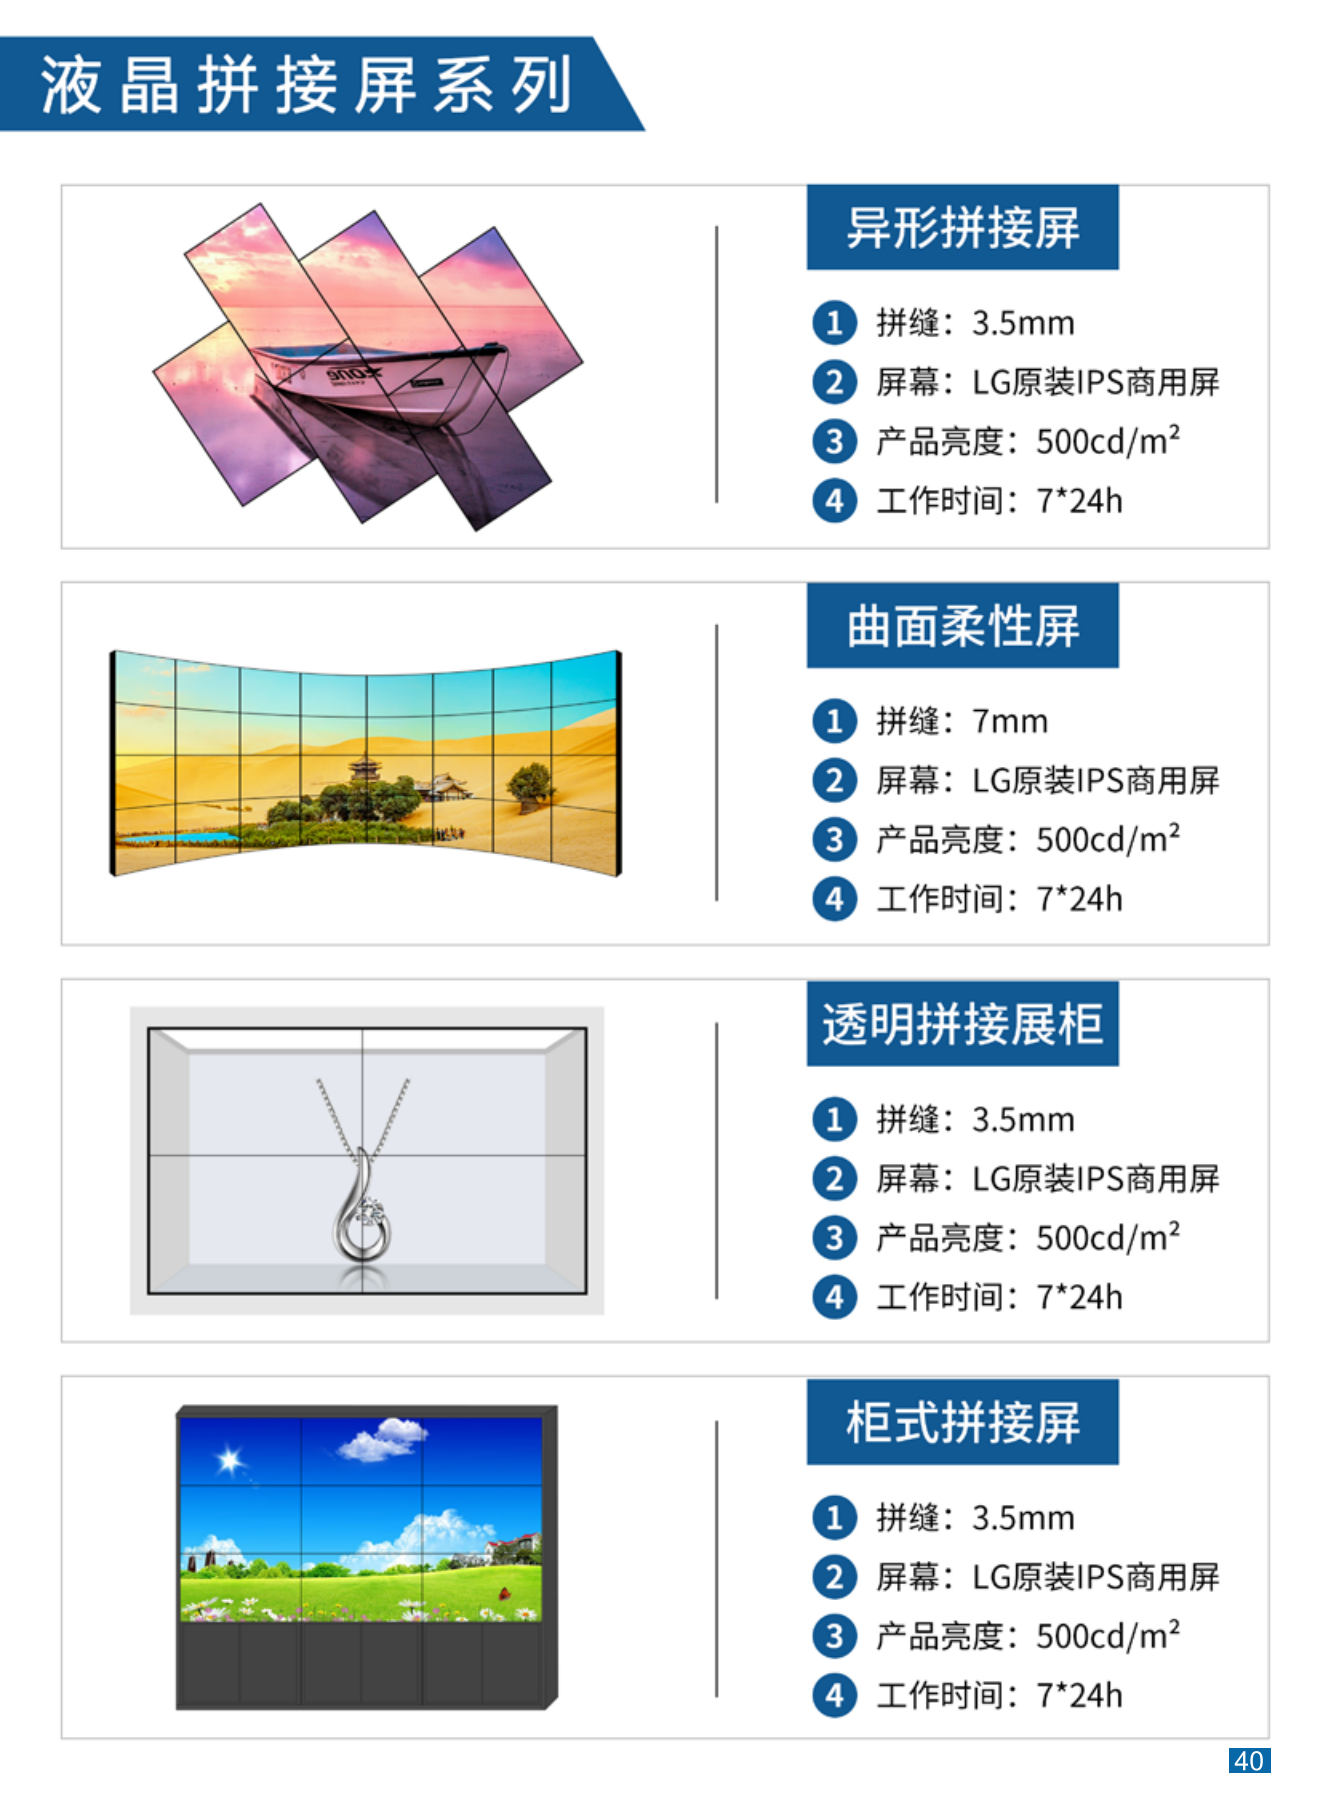 液晶拼接屏系列
异形拼接屏
1 拼缝：3.5mm
2 屏幕：LG原装IPS商用屏
3 产品亮度：500cd/m²
4 工作时间：7*24h
曲面柔性屏
1 拼缝：7mm
2 屏幕：LG原装IPS商用屏
3 产品亮度：500cd/m²
4 工作时间：7*24h
透明拼接展柜
1 拼缝：3.5mm
2 屏幕：LG原装IPS商用屏
3 产品亮度：500cd/m²
4 工作时间：7*24h
柜式拼接屏
1 拼缝：3.5mm
2 屏幕：LG原装IPS商用屏
3 产品亮度：500cd/m²
4 工作时间：7*24h
40